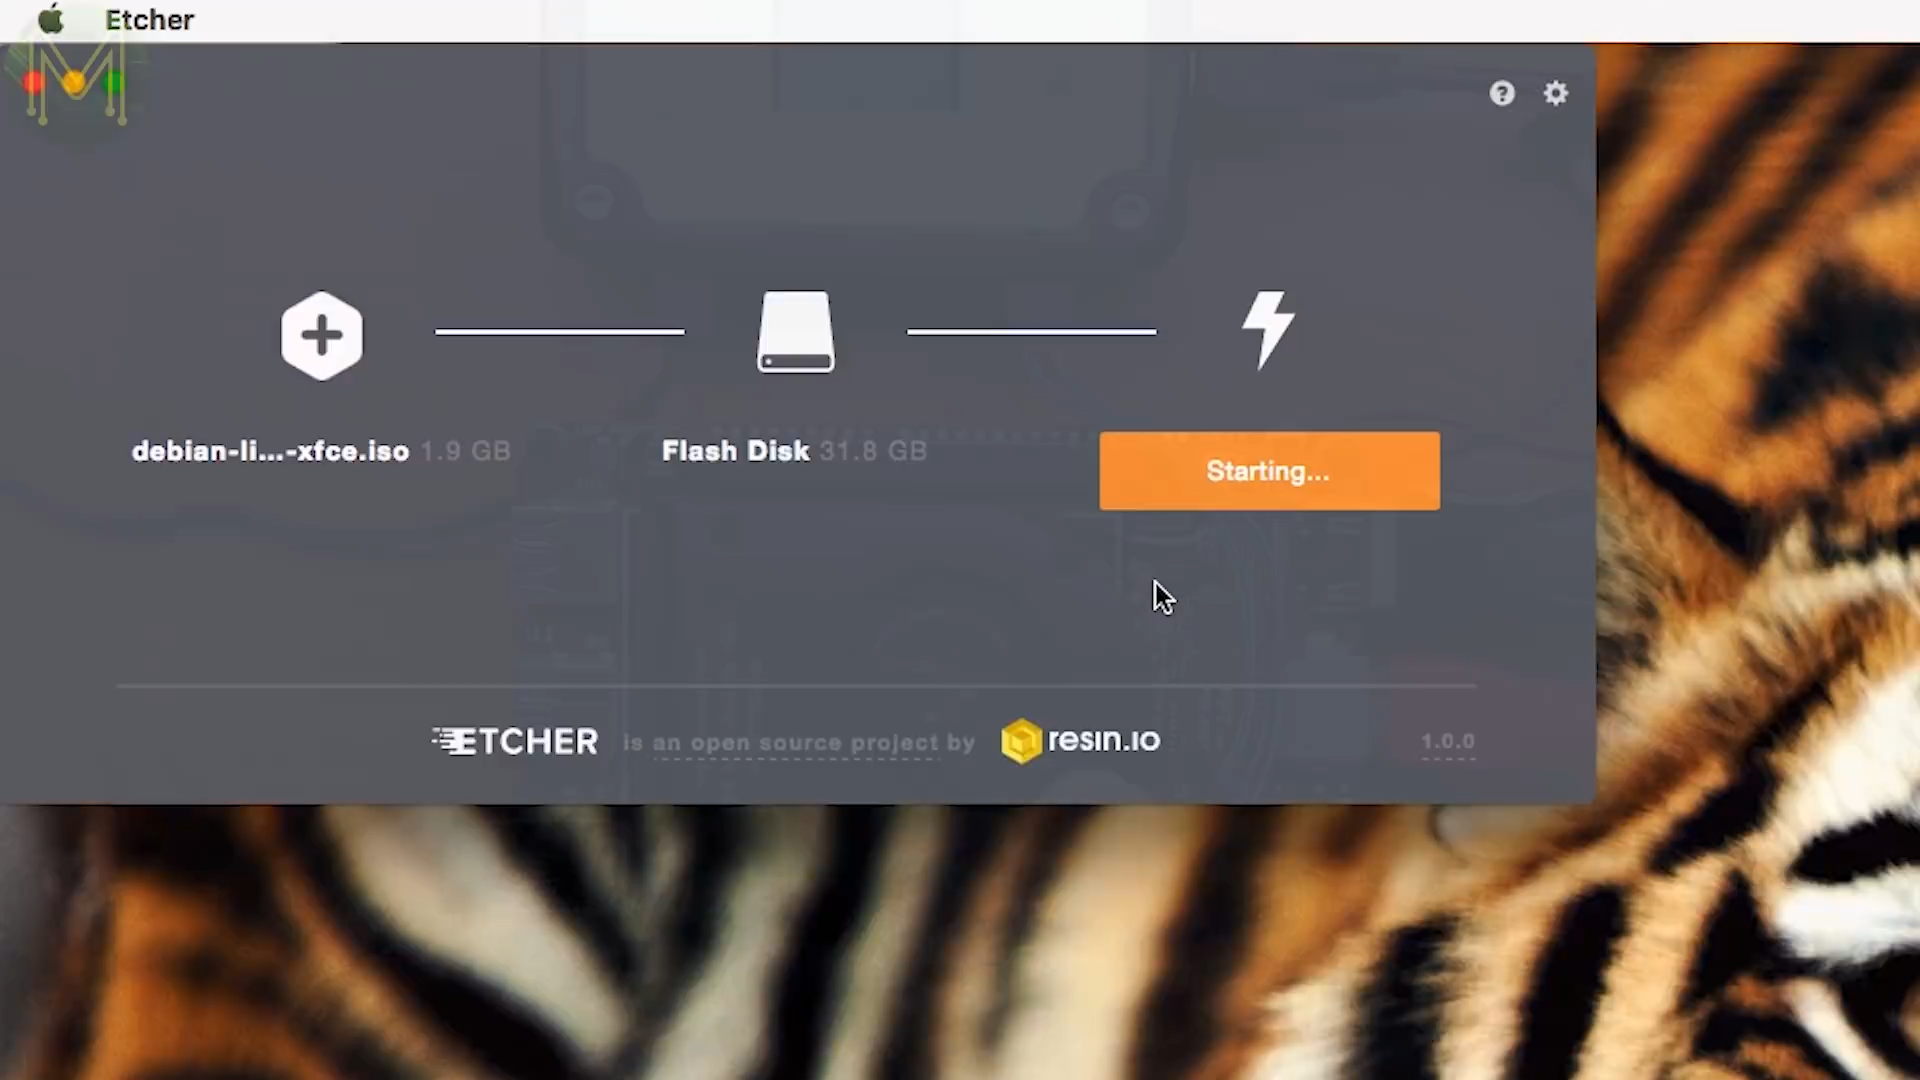 Etcher
M
debian-li...-xfce.iso 1.9 GB
Flash Disk 31.8 GB
Starting...
ETCHER is an open source project by resin.io
1.0.0